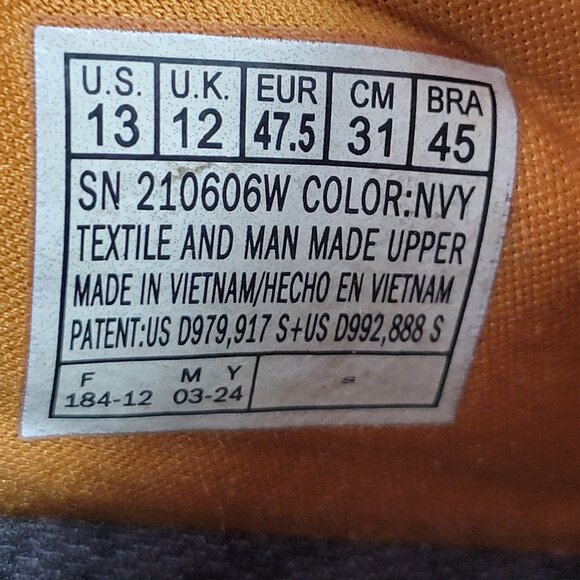 U.S. U.K. EUR CM BRA
13 12 47.5 31 45
SN 210606W COLOR:NVY
TEXTILE AND MAN MADE UPPER
MADE IN VIETNAM/HECHO EN VIETNAM
PATENT:US D979,917 S+US D992,888 S
F M Y
184-12 03-24